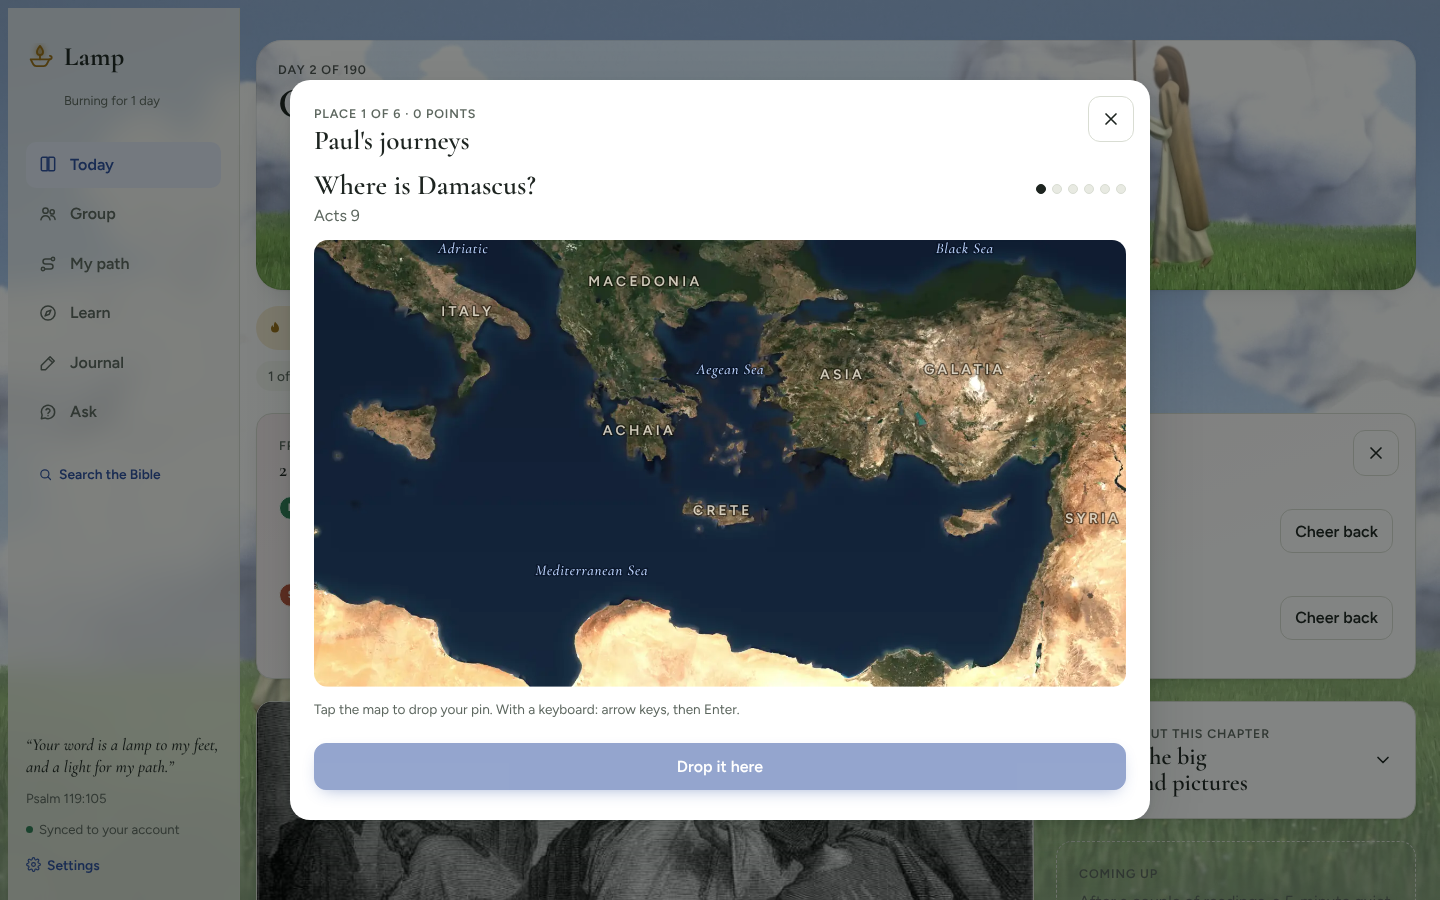 Lamp
Burning for 1 day
Today
Group
My path
Learn
Journal
Ask
Search the Bible
“Your word is a lamp to my feet,
and a light for my path.”
Psalm 119:105
Synced to your account
Settings
DAY 2 OF 190
1 of
2
PLACE 1 OF 6 · 0 POINTS
Paul's journeys
Where is Damascus?
Acts 9
Adriatic
Black Sea
MACEDONIA
ITALY
Aegean Sea
ASIA
GALATIA
ACHAIA
CRETE
SYRIA
Mediterranean Sea
Tap the map to drop your pin. With a keyboard: arrow keys, then Enter.
Drop it here
Cheer back
Cheer back
UT THIS CHAPTER
he big
nd pictures
COMING UP